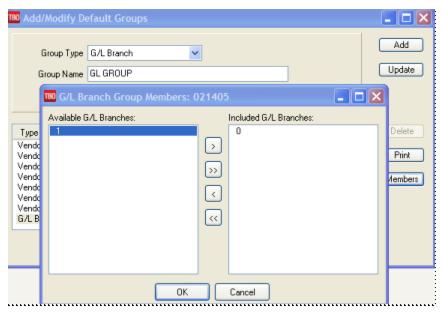 TBO Add/Modify Default Groups
Group Type G/L Branch
Add
Group Name GL GROUP
Update
TBO G/L Branch Group Members: 021405
Available G/L Branches:
Included G/L Branches:
1
0
>
>>
<
<<
Type
Vendo
Vendo
Vendo
Vendo
Vendo
Vendo
G/L B
Delete
Print
Members
OK Cancel